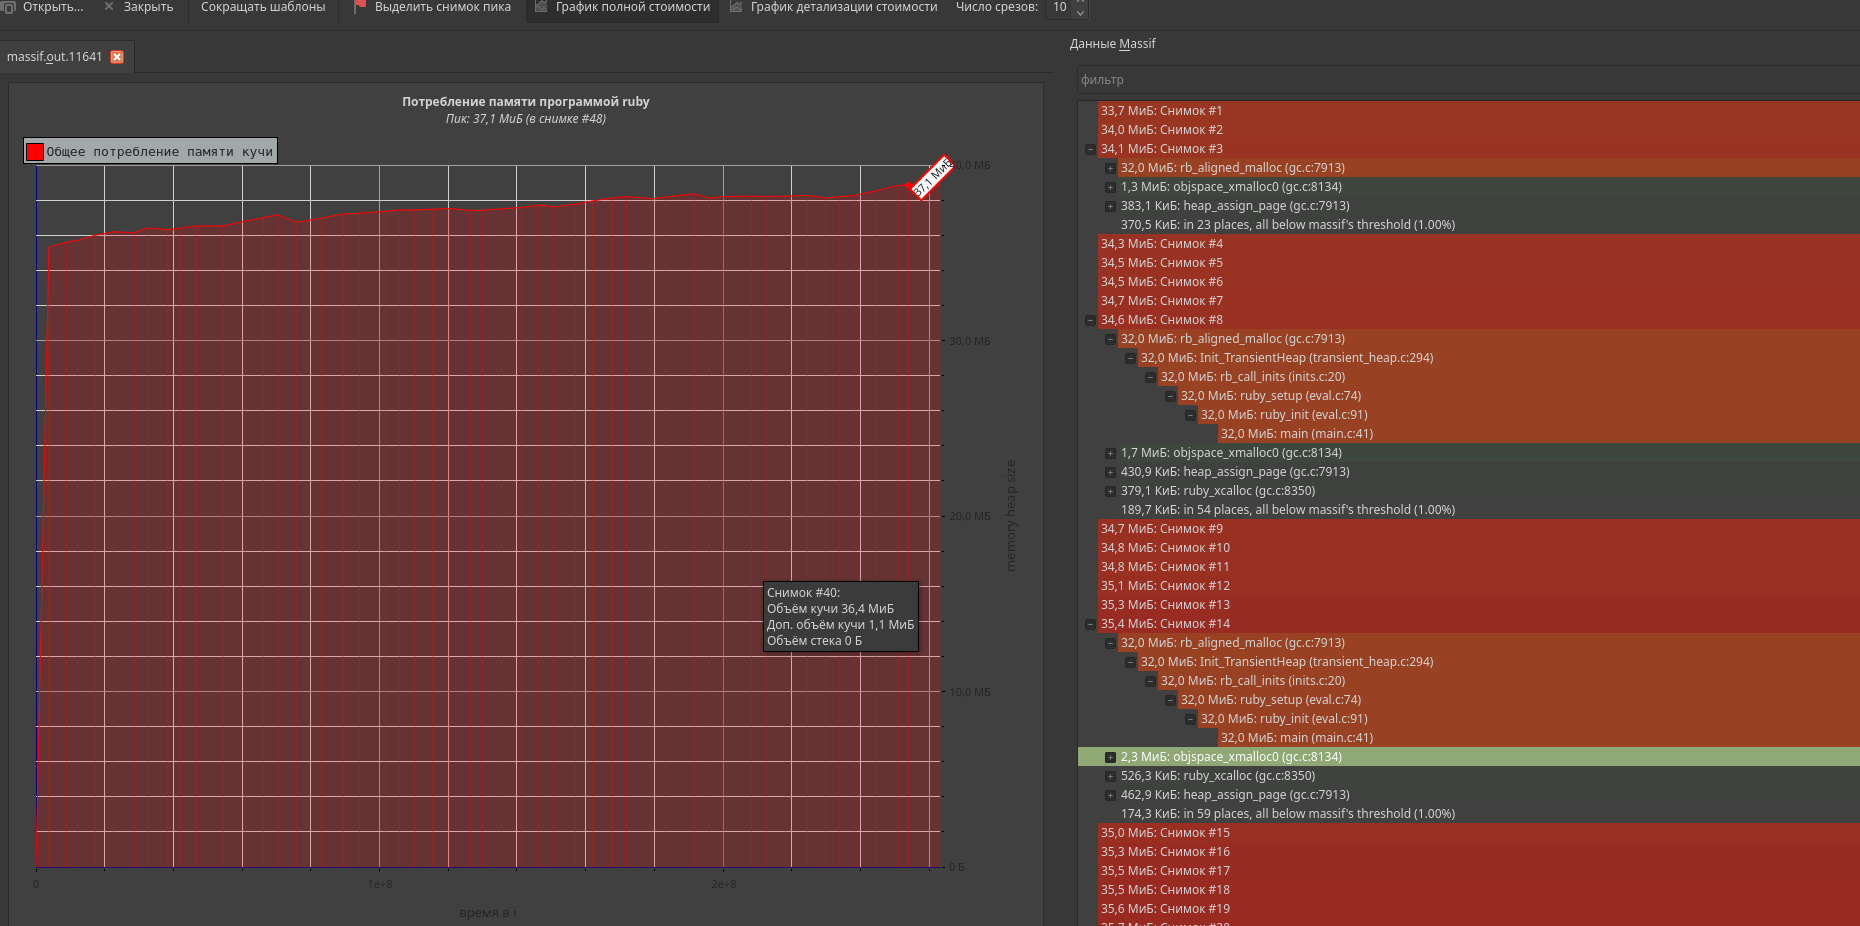 Открыть... Закрыть Сокращать шаблоны Выделить снимок пика График полной стоимости График детализации стоимости Число срезов: 10
massif.out.11641
Потребление памяти программой ruby
Пик: 37,1 МиБ (в снимке #48)
Общее потребление памяти кучи
37,1 МиБ
30.0 МБ
20.0 МБ
10.0 МБ
0 Б
memory heap size
Снимок #40:
Объём кучи 36,4 МиБ
Доп. объём кучи 1,1 МиБ
Объём стека 0 Б
0 1e+8 2e+8
время в i
Данные Massif
фильтр
33,7 МиБ: Снимок #1
34,0 МиБ: Снимок #2
34,1 МиБ: Снимок #3
32,0 МиБ: rb_aligned_malloc (gc.c:7913)
1,3 МиБ: objspace_xmalloc0 (gc.c:8134)
383,1 КиБ: heap_assign_page (gc.c:7913)
370,5 КиБ: in 23 places, all below massif's threshold (1.00%)
34,3 МиБ: Снимок #4
34,5 МиБ: Снимок #5
34,5 МиБ: Снимок #6
34,7 МиБ: Снимок #7
34,6 МиБ: Снимок #8
32,0 МиБ: rb_aligned_malloc (gc.c:7913)
32,0 МиБ: Init_TransientHeap (transient_heap.c:294)
32,0 МиБ: rb_call_inits (inits.c:20)
32,0 МиБ: ruby_setup (eval.c:74)
32,0 МиБ: ruby_init (eval.c:91)
32,0 МиБ: main (main.c:41)
1,7 МиБ: objspace_xmalloc0 (gc.c:8134)
430,9 КиБ: heap_assign_page (gc.c:7913)
379,1 КиБ: ruby_xcalloc (gc.c:8350)
189,7 КиБ: in 54 places, all below massif's threshold (1.00%)
34,7 МиБ: Снимок #9
34,8 МиБ: Снимок #10
34,8 МиБ: Снимок #11
35,1 МиБ: Снимок #12
35,3 МиБ: Снимок #13
35,4 МиБ: Снимок #14
32,0 МиБ: rb_aligned_malloc (gc.c:7913)
32,0 МиБ: Init_TransientHeap (transient_heap.c:294)
32,0 МиБ: rb_call_inits (inits.c:20)
32,0 МиБ: ruby_setup (eval.c:74)
32,0 МиБ: ruby_init (eval.c:91)
32,0 МиБ: main (main.c:41)
2,3 МиБ: objspace_xmalloc0 (gc.c:8134)
526,3 КиБ: ruby_xcalloc (gc.c:8350)
462,9 КиБ: heap_assign_page (gc.c:7913)
174,3 КиБ: in 59 places, all below massif's threshold (1.00%)
35,0 МиБ: Снимок #15
35,3 МиБ: Снимок #16
35,5 МиБ: Снимок #17
35,5 МиБ: Снимок #18
35,6 МиБ: Снимок #19